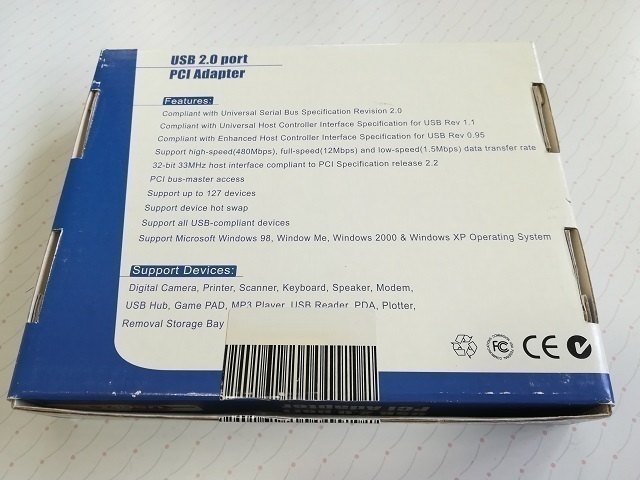 USB 2.0 port
PCI Adapter
Features:
Compliant with Universal Serial Bus Specification Revision 2.0
Compliant with Universal Host Controller Interface Specification for USB Rev 1.1
Compliant with Enhanced Host Controller Interface Specification for USB Rev 0.95
Support high-speed(480Mbps), full-speed(12Mbps) and low-speed(1.5Mbps) data transfer rate
32-bit 33MHz host interface compliant to PCI Specification release 2.2
PCI bus-master access
Support up to 127 devices
Support device hot swap
Support all USB-compliant devices
Support Microsoft Windows 98, Window Me, Windows 2000 & Windows XP Operating System
Support Devices:
Digital Camera, Printer, Scanner, Keyboard, Speaker, Modem,
USB Hub, Game PAD, MP3 Player, USB Reader, PDA, Plotter,
Removal Storage Bay
FC CE
PCI Adapter